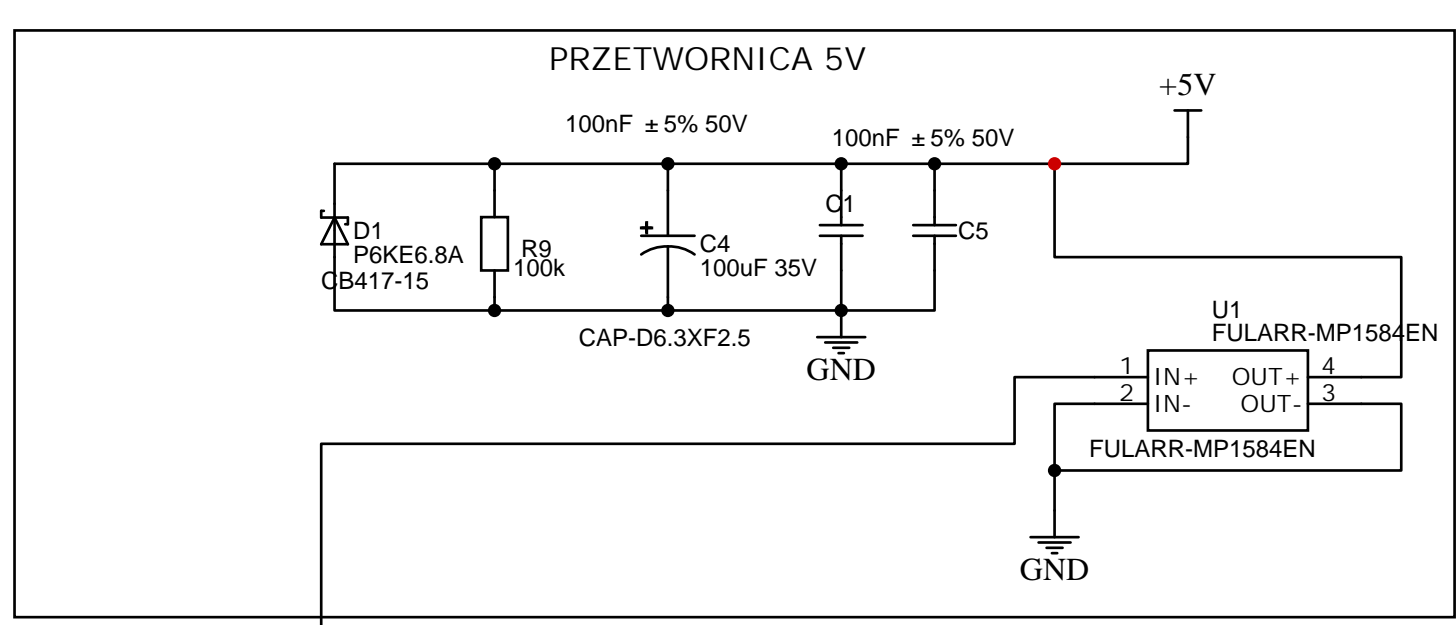 PRZETWORNICA 5V
+5V
100nF ±5% 50V
100nF ±5% 50V
C1
D1
P6KE6.8A
CB417-15
R9
100k
C4
100uF 35V
C5
CAP-D6.3XF2.5
GND
U1
FULARR-MP1584EN
1
IN+
OUT+
4
2
IN-
OUT-
3
FULARR-MP1584EN
GND